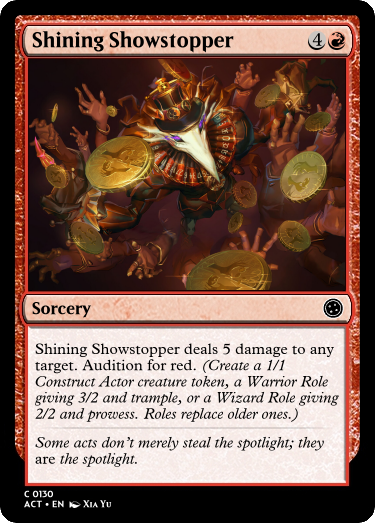 Shining Showstopper 4
Sorcery
Shining Showstopper deals 5 damage to any
target. Audition for red. (Create a 1/1
Construct Actor creature token, a Warrior Role
giving 3/2 and trample, or a Wizard Role giving
2/2 and prowess. Roles replace older ones.)
Some acts don't merely steal the spotlight; they
are the spotlight.
C 0130
ACT • EN Xia Yu